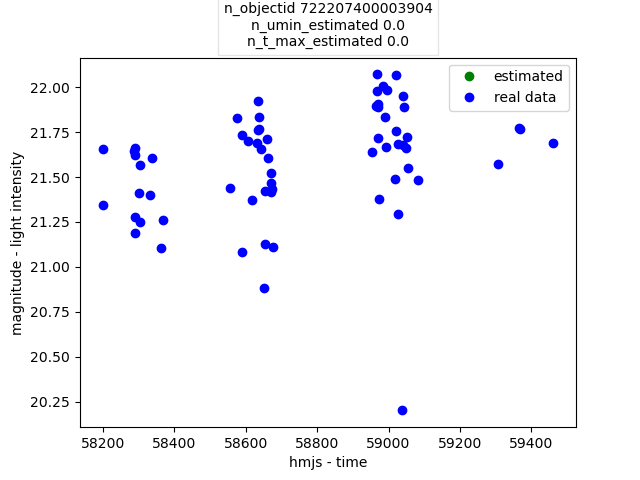 n_objectid 722207400003904
n_umin_estimated 0.0
n_t_max_estimated 0.0
estimated
real data
magnitude - light intensity
22.00
21.75
21.50
21.25
21.00
20.75
20.50
20.25
58200 58400 58600 58800 59000 59200 59400
hmjs - time